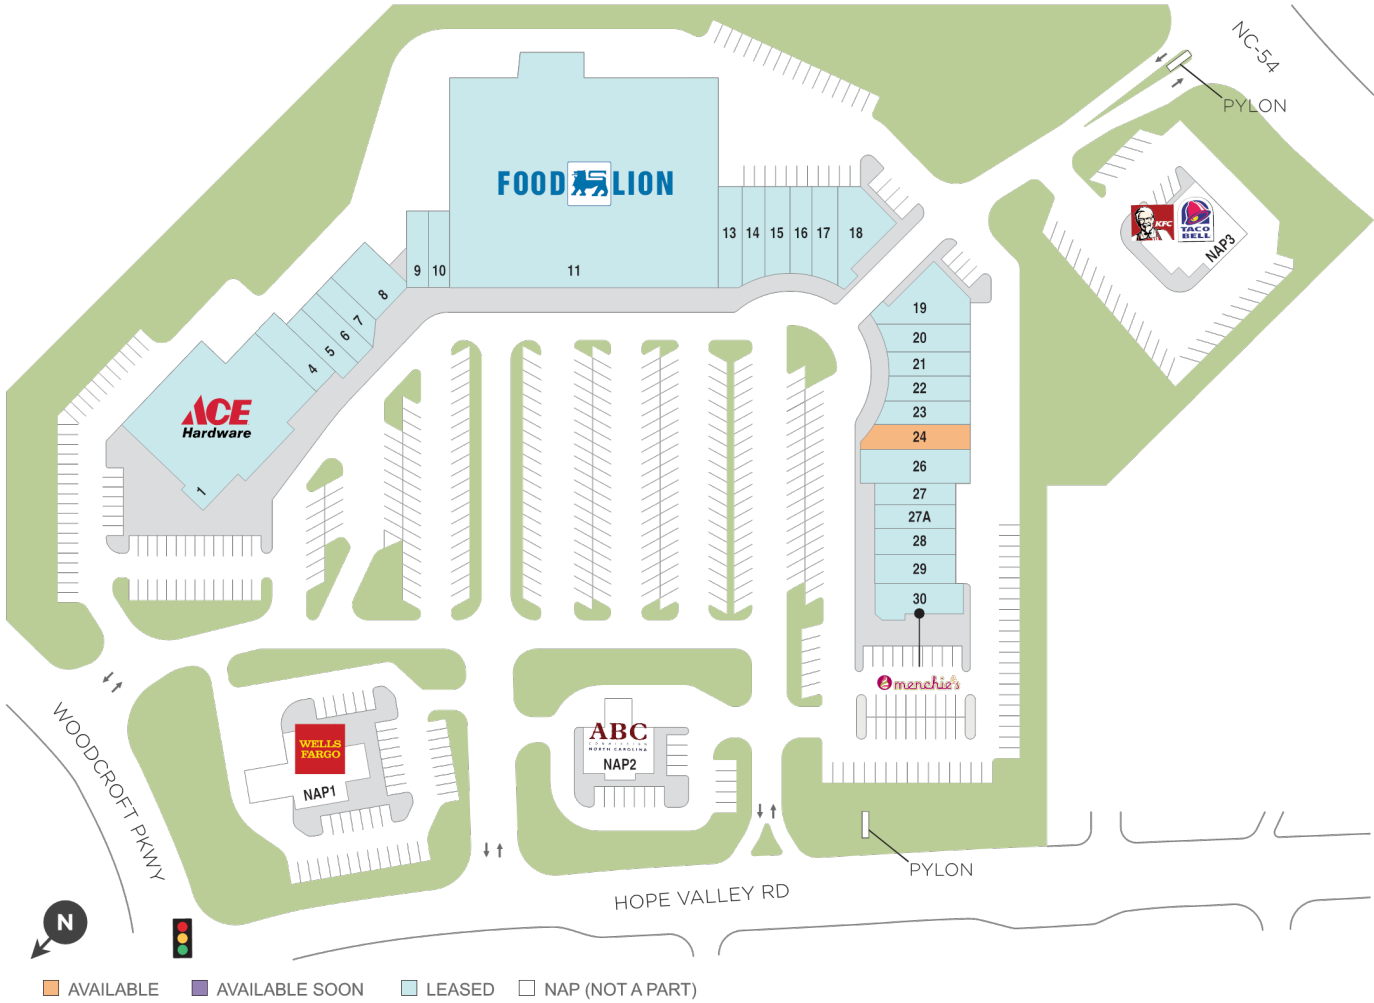 NC-54
PYLON
FOOD LION
KFC
TACO
BELL
NAP3
13
14
15
16
17
18
9
10
11
8
7
6
5
4
ACE
Hardware
1
19
20
21
22
23
24
26
27
27A
28
29
30
menchie's
WELLS
FARGO
NAP1
ABC
COMMISSION
NORTH CAROLINA
NAP2
WOODCROFT PKWY
PYLON
HOPE VALLEY RD
N
AVAILABLE
AVAILABLE SOON
LEASED
NAP (NOT A PART)